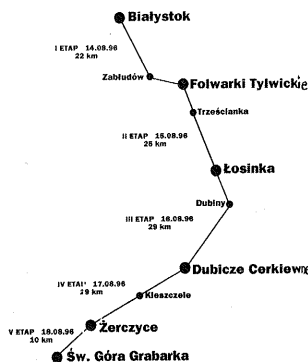 Białystok
I ETAP 14.08.96
22 km
Zabłudów
Folwarki Tylwickie
Trześcianka
II ETAP 15.08.96
25 km
Łosinka
Dubiny
III ETAP 16.08.96
29 km
Dubicze Cerkiewne
IV ETAP 17.08.96
29 km
Kleszczele
Żerczyce
V ETAP 18.08.96
10 km
Św. Góra Grabarka